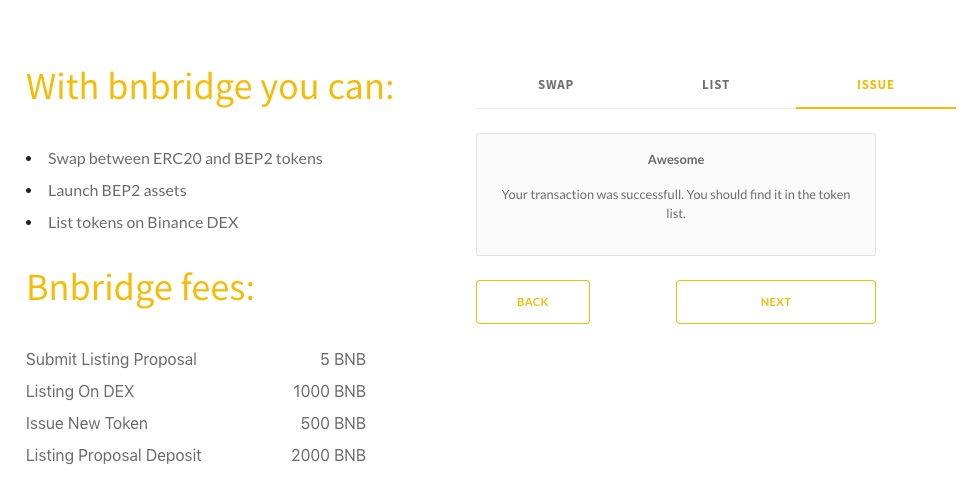 With bnbridge you can:
Swap between ERC20 and BEP2 tokens
Launch BEP2 assets
List tokens on Binance DEX
Bnbridge fees:
Submit Listing Proposal 5 BNB
Listing On DEX 1000 BNB
Issue New Token 500 BNB
Listing Proposal Deposit 2000 BNB
SWAP LIST ISSUE
Awesome
Your transaction was successfull. You should find it in the token
list.
BACK NEXT